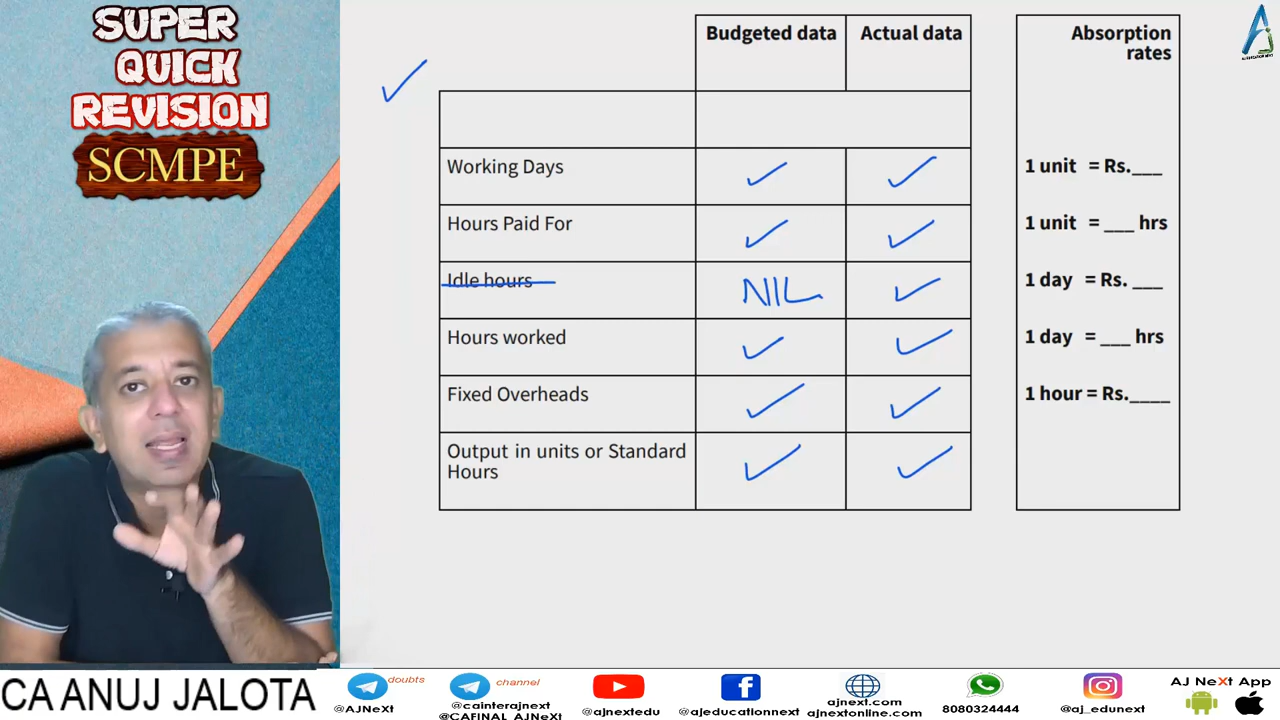 SUPER
QUICK
REVISION
SCMPE
Budgeted data
Actual data
Absorption
rates
Working Days
1 unit = Rs.___
Hours Paid For
1 unit = ___ hrs
Idle hours
NIL
1 day = Rs. ___
Hours worked
1 day = ___ hrs
Fixed Overheads
1 hour = Rs.____
Output in units or Standard
Hours
CA ANUJ JALOTA
doubts
@AJNeXt
channel
@cainterajnext
@CAFINAL_AJNeXt
@ajnextedu
@ajeducationnext
ajnext.com
ajnextonline.com
8080324444
@aj_edunext
AJ NeXt App